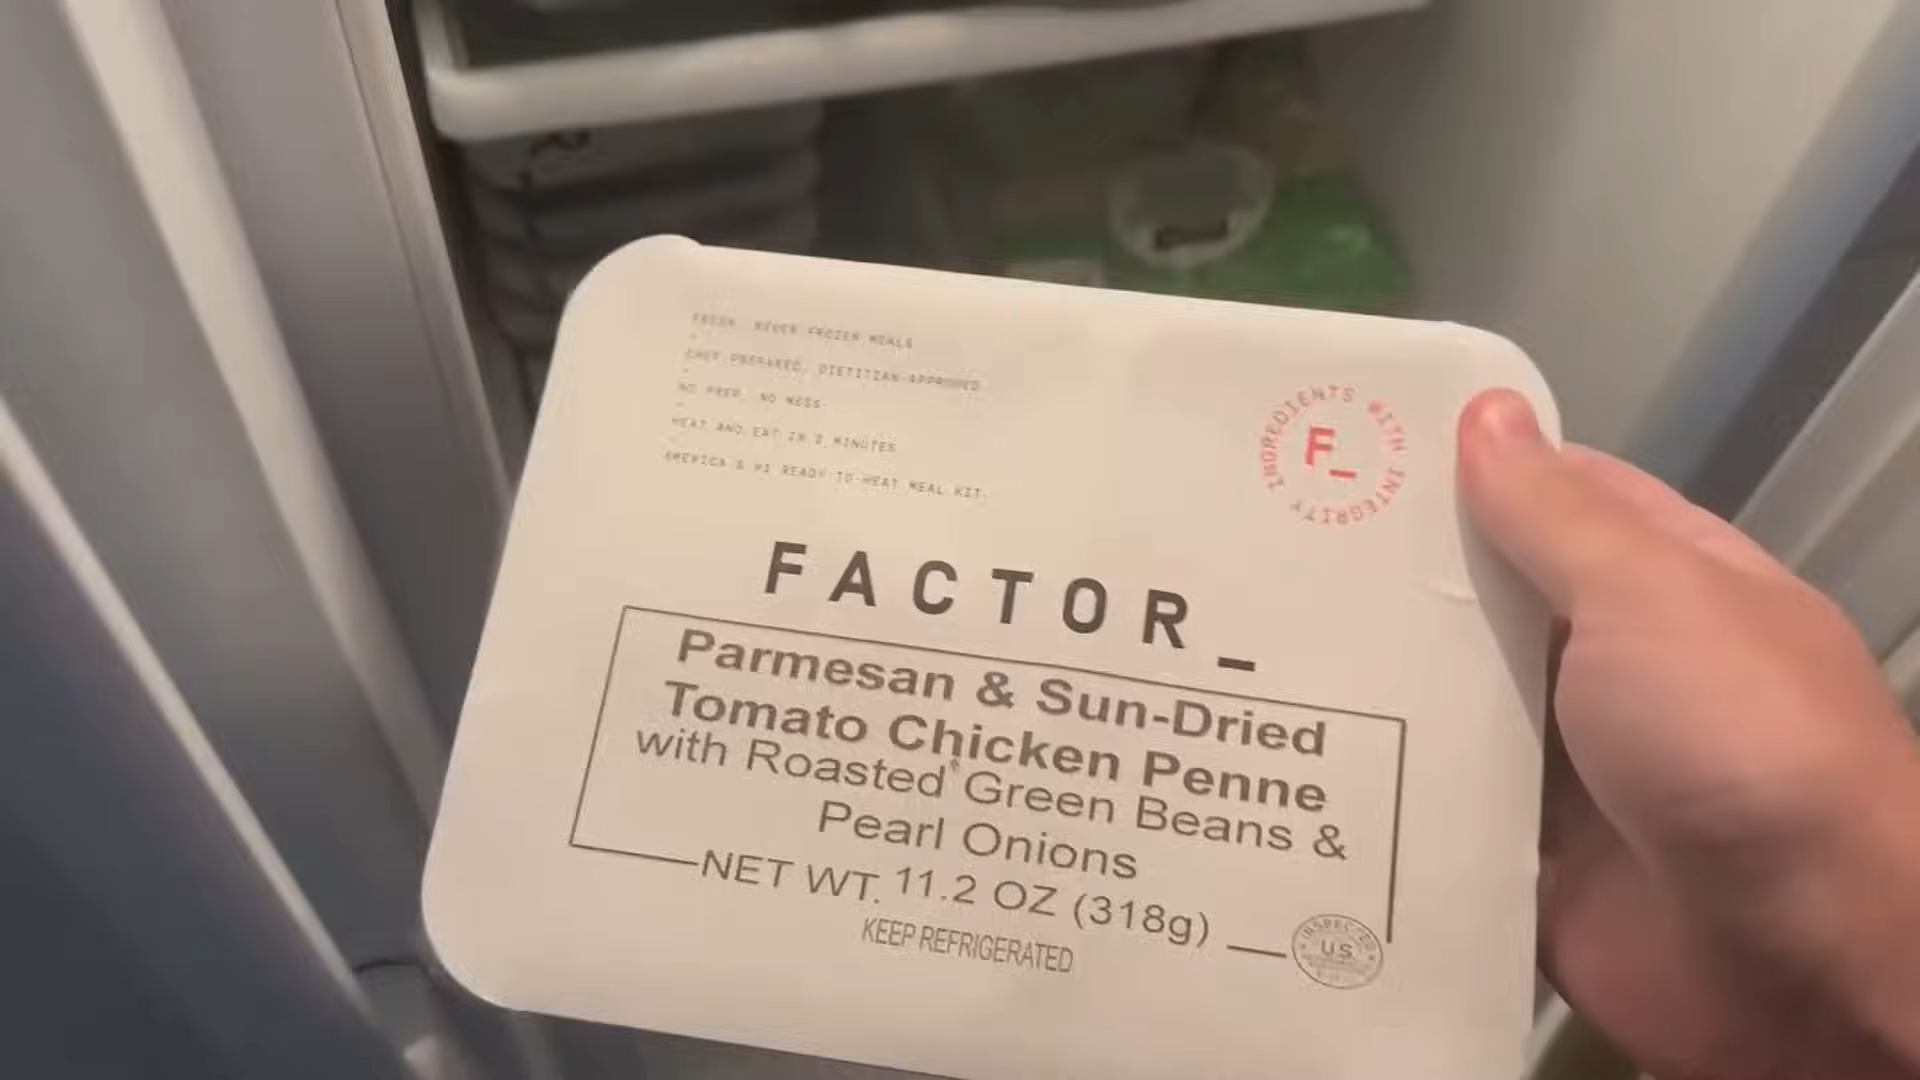 FRESH, NEVER FROZEN MEALS
CHEF-PREPARED, DIETITIAN-APPROVED
NO PREP. NO MESS.
HEAT AND EAT IN 2 MINUTES
AMERICA'S #1 READY-TO-HEAT MEAL KIT
INGREDIENTS WITH INTEGRITY
F_
FACTOR_
Parmesan & Sun-Dried
Tomato Chicken Penne
with Roasted Green Beans &
Pearl Onions
NET WT. 11.2 OZ (318g)
KEEP REFRIGERATED
INSPECTED
U.S.